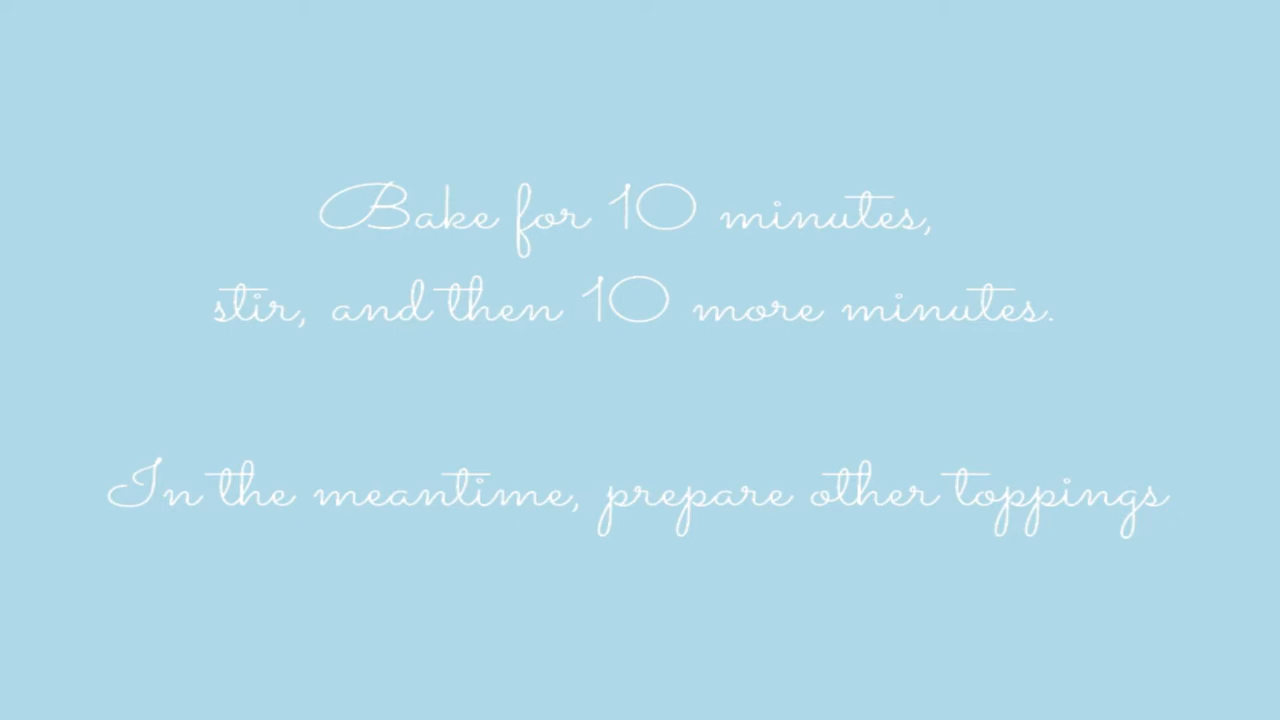 Bake for 10 minutes,
stir, and then 10 more minutes.
In the meantime, prepare other toppings